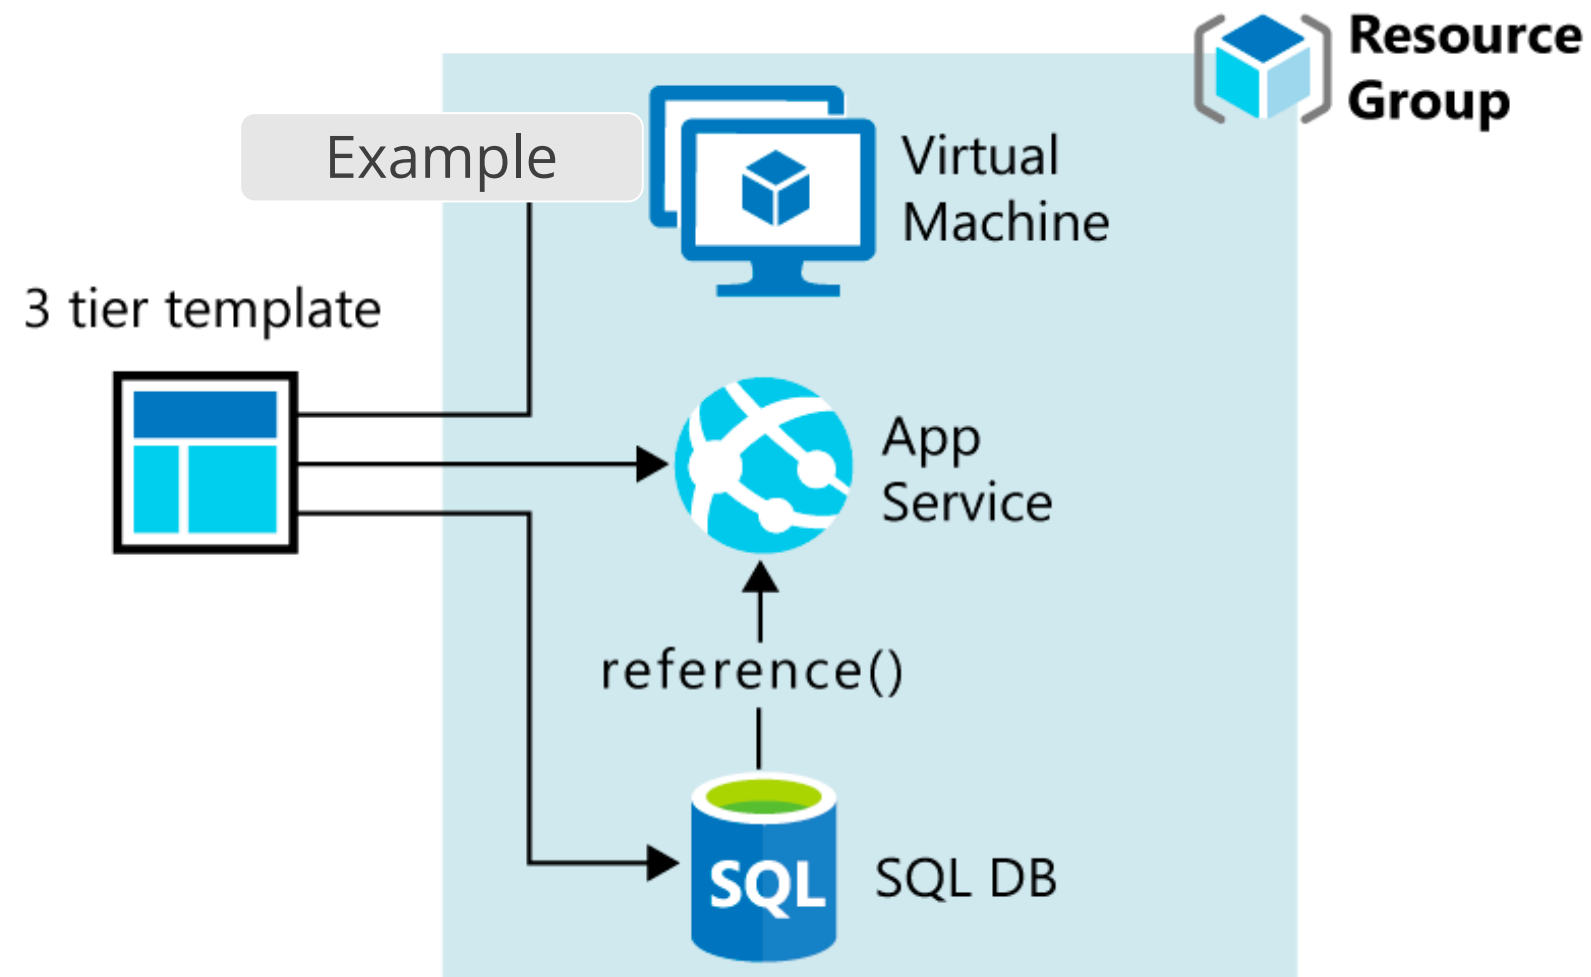 Resource
Group
Example
Virtual
Machine
3 tier template
App
Service
reference()
SQL
SQL DB